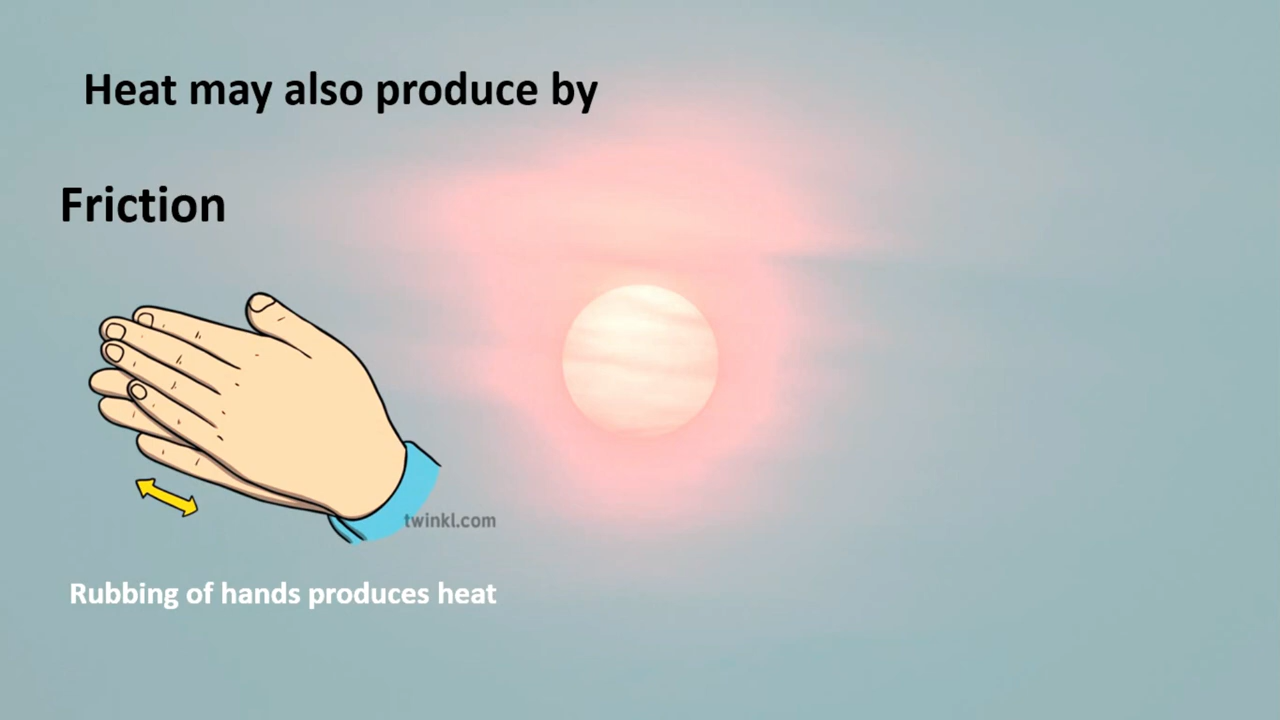 Heat may also produce by
Friction
twinkl.com
Rubbing of hands produces heat